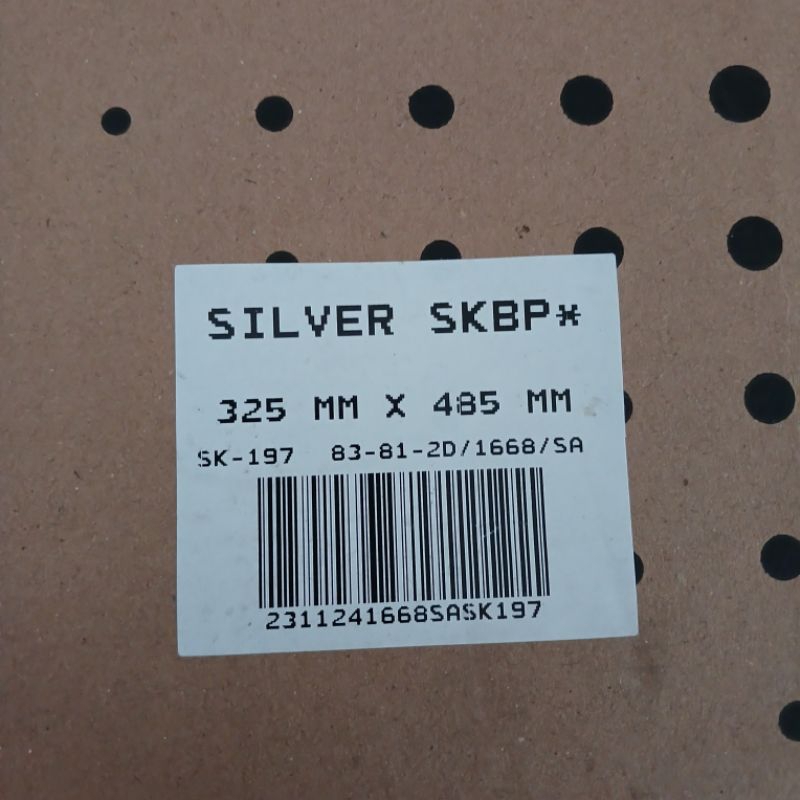 SILVER SKBP*
325 MM X 485 MM
SK-197 83-81-2D/1668/SA
2311241668SASK197